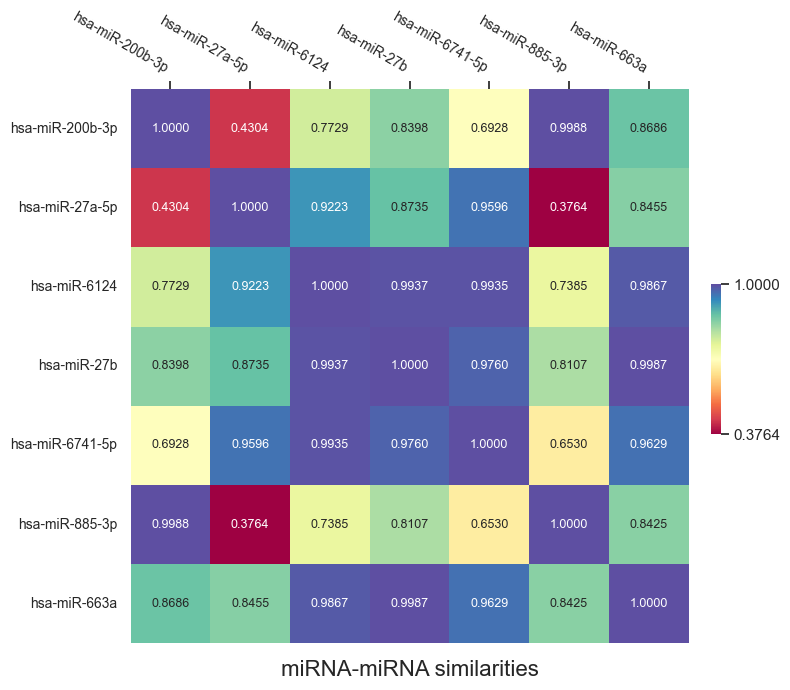 hsa-miR-200b-3p
hsa-miR-27a-5p
hsa-miR-6124
hsa-miR-27b
hsa-miR-6741-5p
hsa-miR-885-3p
hsa-miR-663a
hsa-miR-200b-3p 1.0000 0.4304 0.7729 0.8398 0.6928 0.9988 0.8686
hsa-miR-27a-5p 0.4304 1.0000 0.9223 0.8735 0.9596 0.3764 0.8455
hsa-miR-6124 0.7729 0.9223 1.0000 0.9937 0.9935 0.7385 0.9867
hsa-miR-27b 0.8398 0.8735 0.9937 1.0000 0.9760 0.8107 0.9987
hsa-miR-6741-5p 0.6928 0.9596 0.9935 0.9760 1.0000 0.6530 0.9629
hsa-miR-885-3p 0.9988 0.3764 0.7385 0.8107 0.6530 1.0000 0.8425
hsa-miR-663a 0.8686 0.8455 0.9867 0.9987 0.9629 0.8425 1.0000
1.0000
0.3764
miRNA-miRNA similarities